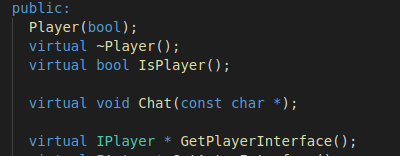 public:
Player(bool);
virtual ~Player();
virtual bool IsPlayer();
virtual void Chat(const char *);
virtual IPlayer * GetPlayerInterface();